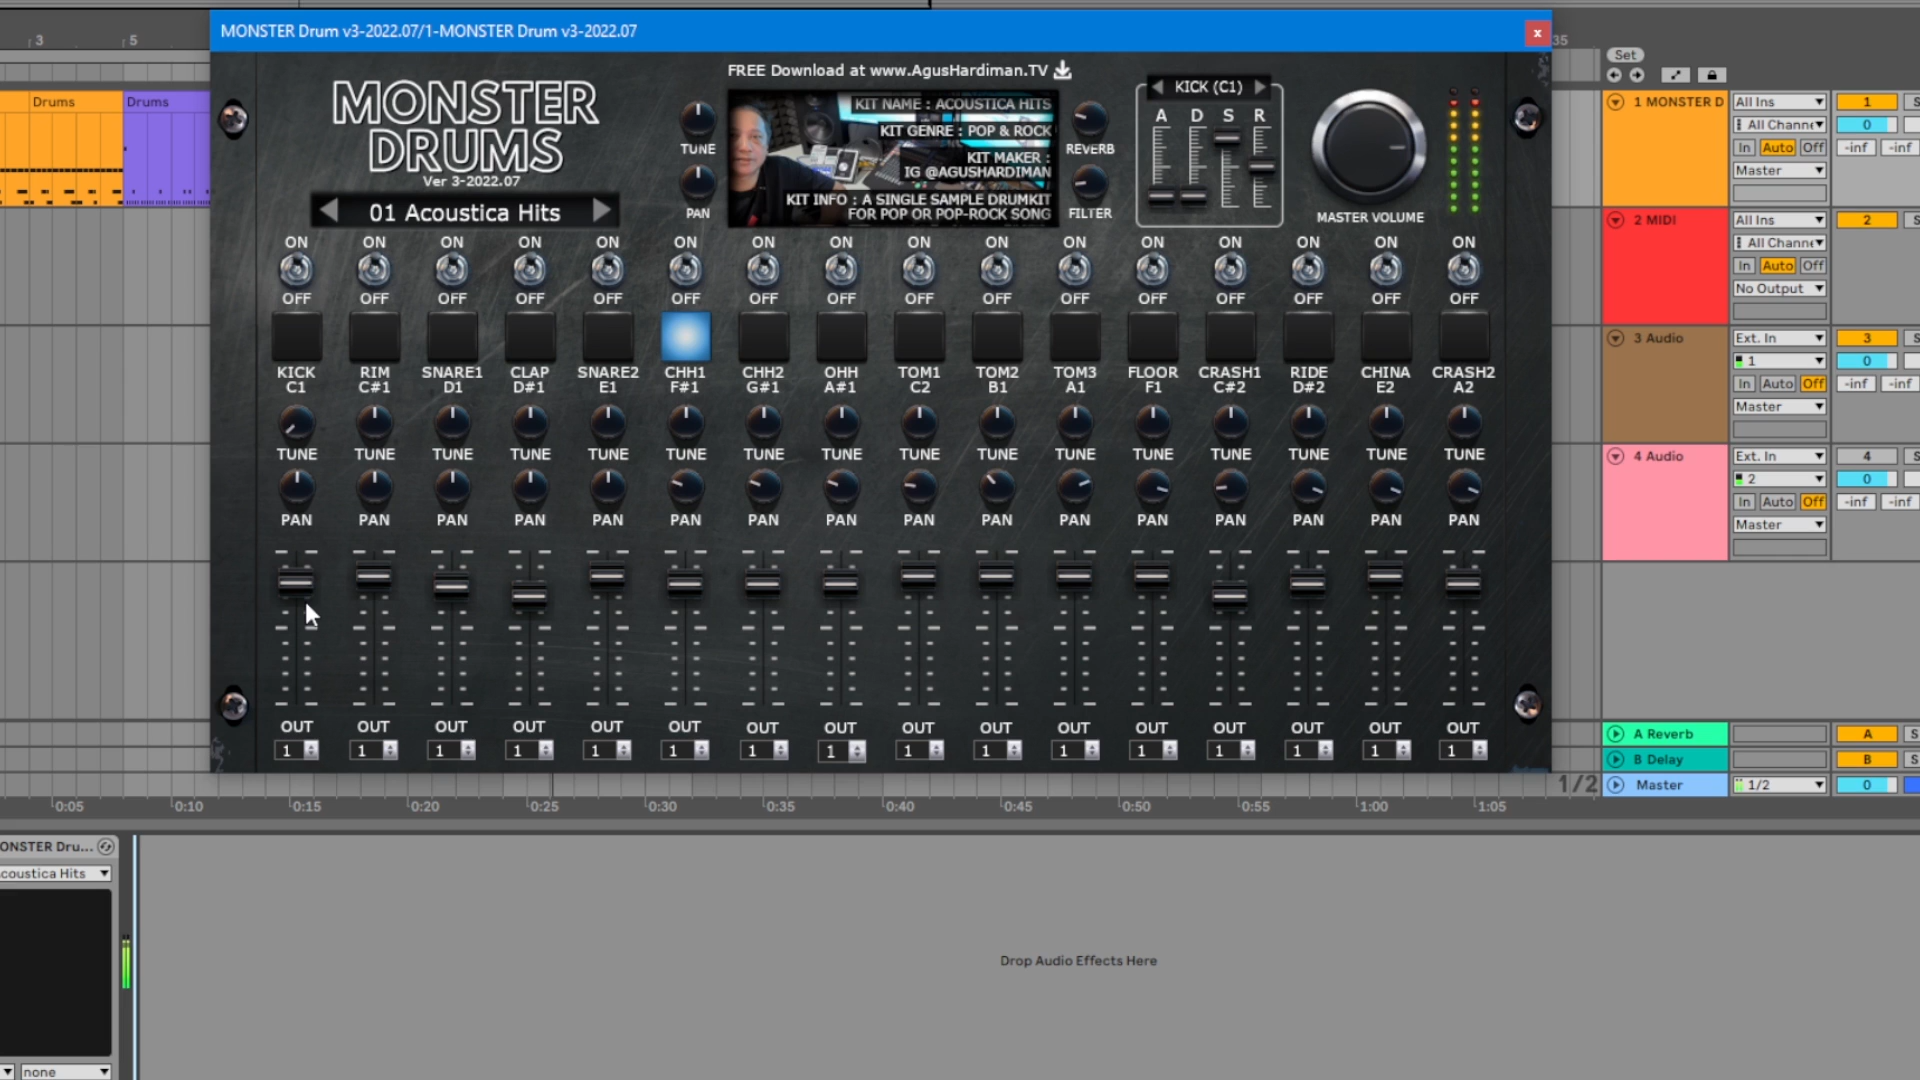 MONSTER Drum v3-2022.07/1-MONSTER Drum v3-2022.07
x
3
5
35
Set
Drums
Drums
FREE Download at www.AgusHardiman.TV
MONSTER
DRUMS
Ver 3-2022.07
01 Acoustica Hits
TUNE
PAN
KIT NAME : ACOUSTICA HITS
KIT GENRE : POP & ROCK
KIT MAKER :
IG @AGUSHARDIMAN
KIT INFO : A SINGLE SAMPLE DRUMKIT
FOR POP OR POP-ROCK SONG
REVERB
FILTER
KICK (C1)
A D S R
MASTER VOLUME
ON ON ON ON ON ON ON ON ON ON ON ON ON ON ON ON
OFF OFF OFF OFF OFF OFF OFF OFF OFF OFF OFF OFF OFF OFF OFF OFF
KICK RIM SNARE1 CLAP SNARE2 CHH1 CHH2 OHH TOM1 TOM2 TOM3 FLOOR CRASH1 RIDE CHINA CRASH2
C1 C#1 D1 D#1 E1 F#1 G#1 A#1 C2 B1 A1 F1 C#2 D#2 E2 A2
TUNE TUNE TUNE TUNE TUNE TUNE TUNE TUNE TUNE TUNE TUNE TUNE TUNE TUNE TUNE TUNE
PAN PAN PAN PAN PAN PAN PAN PAN PAN PAN PAN PAN PAN PAN PAN PAN
OUT OUT OUT OUT OUT OUT OUT OUT OUT OUT OUT OUT OUT OUT OUT OUT
1 1 1 1 1 1 1 1 1 1 1 1 1 1 1 1
1 MONSTER D All Ins 1 S
All Channe 0
In Auto Off -inf -inf
Master
2 MIDI All Ins 2 S
All Channe
In Auto Off
No Output
3 Audio Ext. In 3 S
1 0
In Auto Off -inf -inf
Master
4 Audio Ext. In 4 S
2 0
In Auto Off -inf -inf
Master
A Reverb A S
B Delay B S
1/2 Master 1/2 0
0:05 0:10 0:15 0:20 0:25 0:30 0:35 0:40 0:45 0:50 0:55 1:00 1:05
ONSTER Dru...
coustica Hits
Drop Audio Effects Here
none